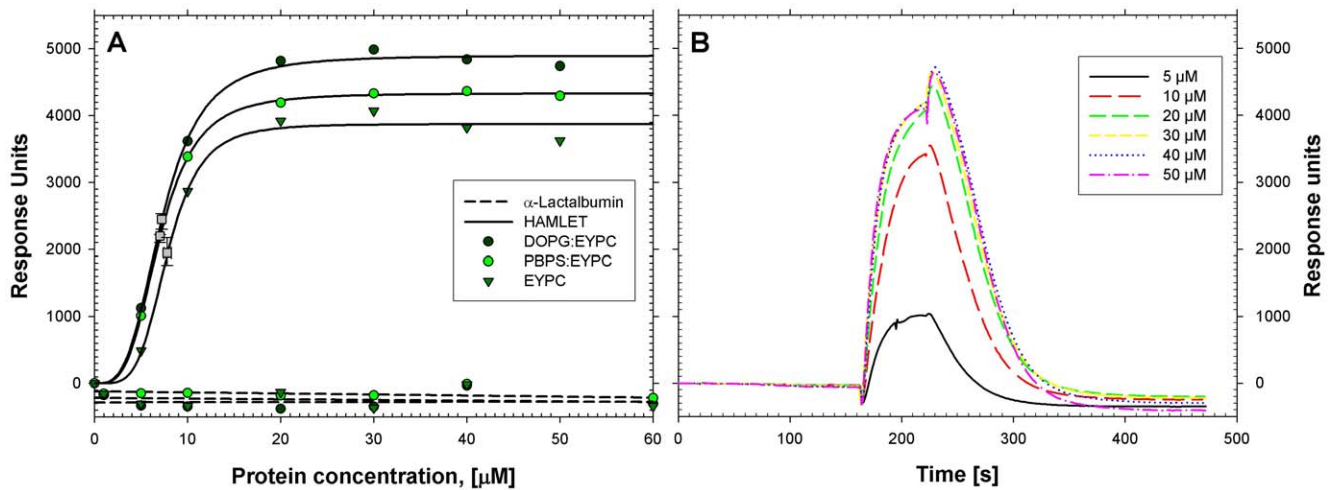 A
5000
4000
3000
2000
1000
0
Response Units
0 10 20 30 40 50 60
Protein concentration, [µM]
α-Lactalbumin
HAMLET
DOPG:EYPC
PBPS:EYPC
EYPC
B
5 µM
10 µM
20 µM
30 µM
40 µM
50 µM
5000
4000
3000
2000
1000
0
Response units
0 100 200 300 400 500
Time [s]